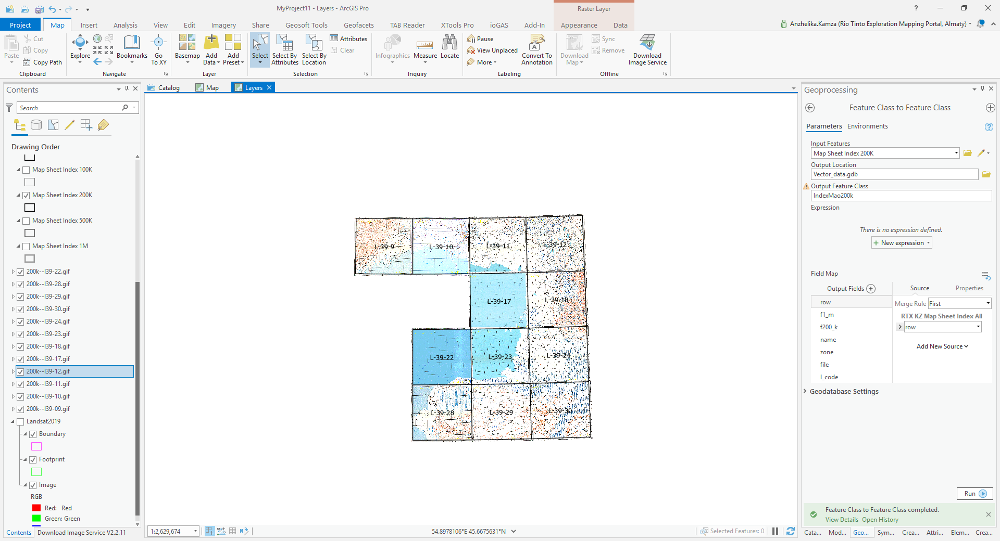 MyProject11 - Layers - ArcGIS Pro
Raster Layer
?
Project
Map
Insert
Analysis
View
Edit
Imagery
Share
Geosoft Tools
Geofacets
TAB Reader
XTools Pro
ioGAS
Add-In
Appearance
Data
Anzhelika.Kamza (Rio Tinto Exploration Mapping Portal, Almaty)
Paste
Cut
Copy
Copy Path
Clipboard
Explore
Bookmarks
Go To XY
Navigate
Basemap
Add Data
Add Preset
Layer
Select
Select By Attributes
Select By Location
Attributes
Clear
Selection
Infographics
Measure
Locate
Inquiry
Pause
View Unplaced
More
Convert To Annotation
Labeling
Download Map
Sync
Remove
Download Image Service
Offline
Contents
Search
Drawing Order
Map Sheet Index 100K
Map Sheet Index 200K
Map Sheet Index 500K
Map Sheet Index 1M
200k--l39-22.gif
200k--l39-28.gif
200k--l39-29.gif
200k--l39-30.gif
200k--l39-24.gif
200k--l39-23.gif
200k--l39-18.gif
200k--l39-17.gif
200k--l39-12.gif
200k--l39-11.gif
200k--l39-10.gif
200k--l39-09.gif
Landsat2019
Boundary
Footprint
Image
RGB
Red: Red
Green: Green
Contents
Download Image Service V2.2.11
Catalog
Map
Layers
L-39-9
L-39-10
L-39-11
L-39-12
L-39-17
L-39-18
L-39-22
L-39-23
L-39-24
L-39-28
L-39-29
L-39-30
1:2,629,674
54.8978106°E 45.6675631°N
Selected Features: 0
Geoprocessing
Feature Class to Feature Class
Parameters
Environments
?
Input Features
Map Sheet Index 200K
Output Location
Vector_data.gdb
Output Feature Class
IndexMao200k
Expression
There is no expression defined.
New expression
Field Map
Output Fields
Source
Properties
row
f1_m
f200_k
name
zone
file
l_code
Merge Rule
First
RTX KZ Map Sheet Index All
row
Add New Source
Geodatabase Settings
Run
Feature Class to Feature Class completed.
View Details
Open History
Cata...
Mod...
Geo...
Sym...
Crea...
Attri...
Elem...
Crea...